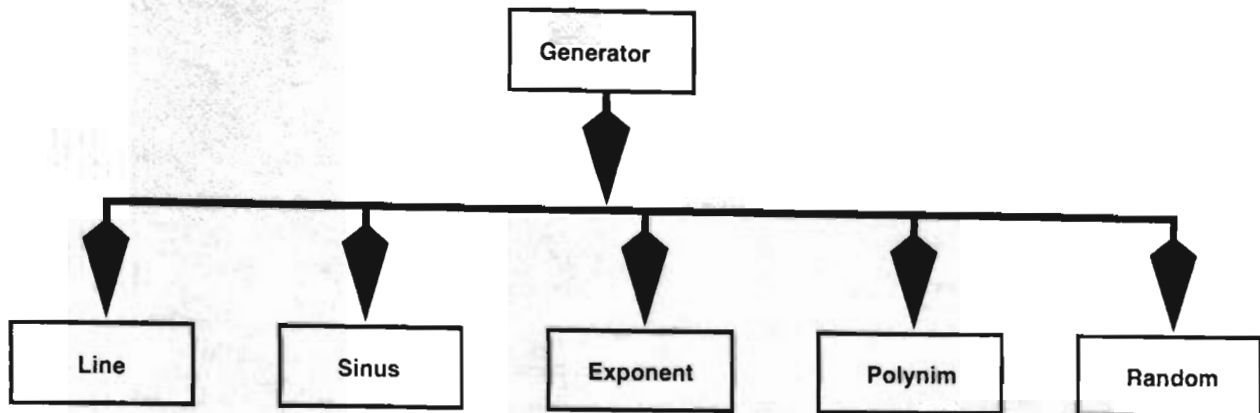 Generator
Line
Sinus
Exponent
Polynim
Random